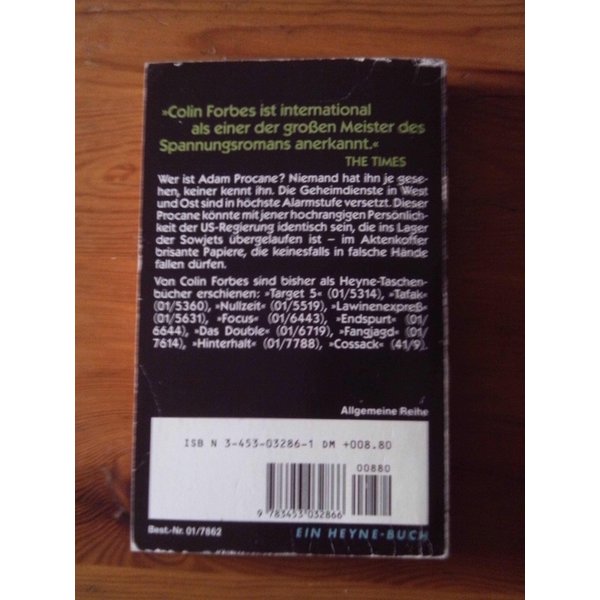 »Colin Forbes ist international
als einer der großen Meister des
Spannungsromans anerkannt.«
THE TIMES
Wer ist Adam Procane? Niemand hat ihn je gese-
hen, keiner kennt ihn. Die Geheimdienste in West
und Ost sind in höchste Alarmstufe versetzt. Dieser
Procane könnte mit jener hochrangigen Persönlich-
keit der US-Regierung identisch sein, die ins Lager
der Sowjets übergelaufen ist – im Aktenkoffer
brisante Papiere, die keinesfalls in falsche Hände
fallen dürfen.
Von Colin Forbes sind bisher als Heyne-Taschen-
bücher erschienen: »Target 5« (01/5314), »Tafak«
(01/5360), »Nullzeit« (01/5519), »Lawinenexpreß«
(01/5631), »Focus« (01/6443), »Endspurt« (01/
6644), »Das Double« (01/6719), »Fangjagd« (01/
7614), »Hinterhalt« (01/7788), »Cossack« (41/9).
Allgemeine Reihe
ISBN 3-453-03286-1 DM +008.80
00880
9 783453 032866
Best.-Nr. 01/7862
EIN HEYNE-BUCH